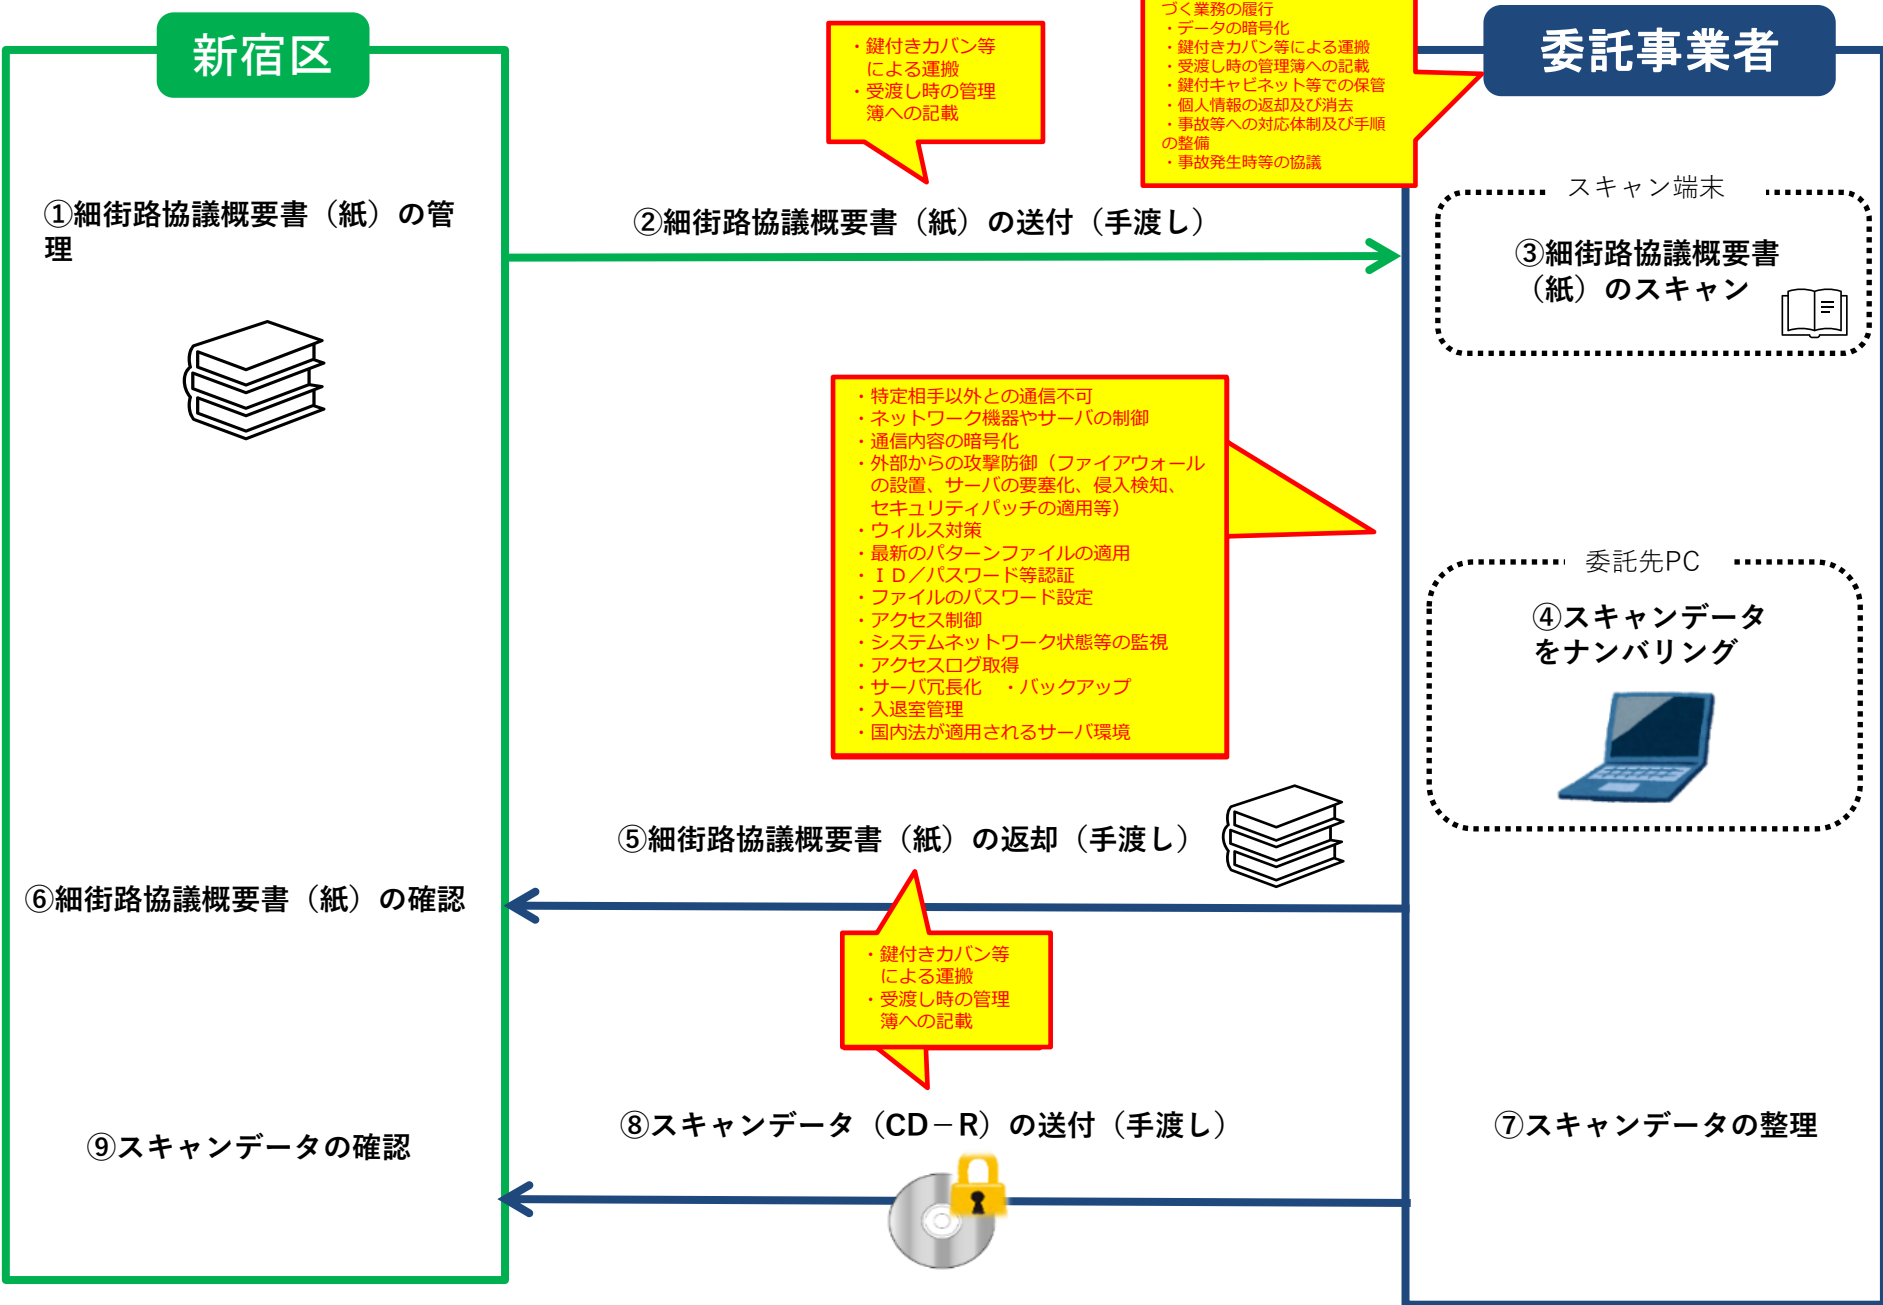 新宿区
・鍵付きカバン等
による運搬
・受渡し時の管理
簿への記載
づく業務の履行
・データの暗号化
・鍵付きカバン等による運搬
・受渡し時の管理簿への記載
・鍵付キャビネット等での保管
・個人情報の返却及び消去
・事故等への対応体制及び手順
の整備
・事故発生時等の協議
委託事業者
①細街路協議概要書（紙）の管
理
②細街路協議概要書（紙）の送付（手渡し）
スキャン端末
③細街路協議概要書
（紙）のスキャン
・特定相手以外との通信不可
・ネットワーク機器やサーバの制御
・通信内容の暗号化
・外部からの攻撃防御（ファイアウォール
の設置、サーバの要塞化、侵入検知、
セキュリティパッチの適用等）
・ウィルス対策
・最新のパターンファイルの適用
・ＩＤ／パスワード等認証
・ファイルのパスワード設定
・アクセス制御
・システムネットワーク状態等の監視
・アクセスログ取得
・サーバ冗長化　・バックアップ
・入退室管理
・国内法が適用されるサーバ環境
委託先PC
④スキャンデータ
をナンバリング
⑤細街路協議概要書（紙）の返却（手渡し）
⑥細街路協議概要書（紙）の確認
・鍵付きカバン等
による運搬
・受渡し時の管理
簿への記載
⑧スキャンデータ（CD－R）の送付（手渡し）
⑦スキャンデータの整理
⑨スキャンデータの確認